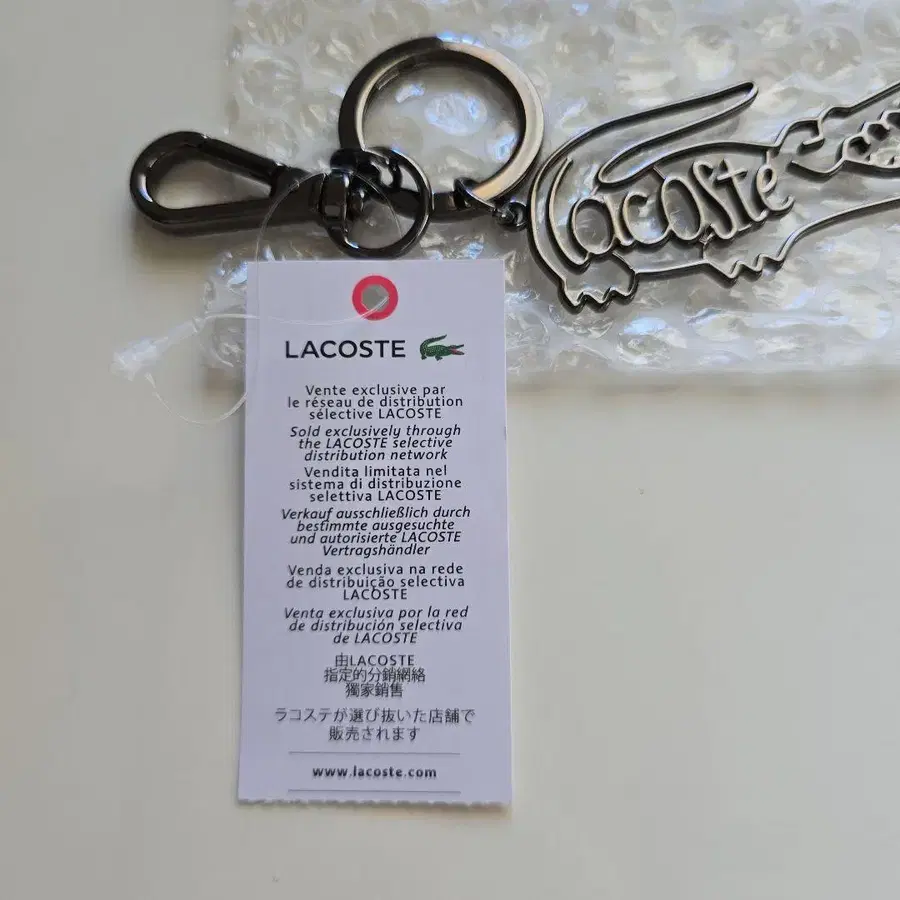 Lacoste
LACOSTE
Vente exclusive par
le réseau de distribution
sélective LACOSTE
Sold exclusively through
the LACOSTE selective
distribution network
Vendita limitata nel
sistema di distribuzione
selettiva LACOSTE
Verkauf ausschließlich durch
bestimmte ausgesuchte
und autorisierte LACOSTE
Vertragshändler
Venda exclusiva na rede
de distribuição selectiva
LACOSTE
Venta exclusiva por la red
de distribución selectiva
de LACOSTE
由LACOSTE
指定的分銷網絡
獨家銷售
ラコステが選び抜いた店舗で
販売されます
www.lacoste.com